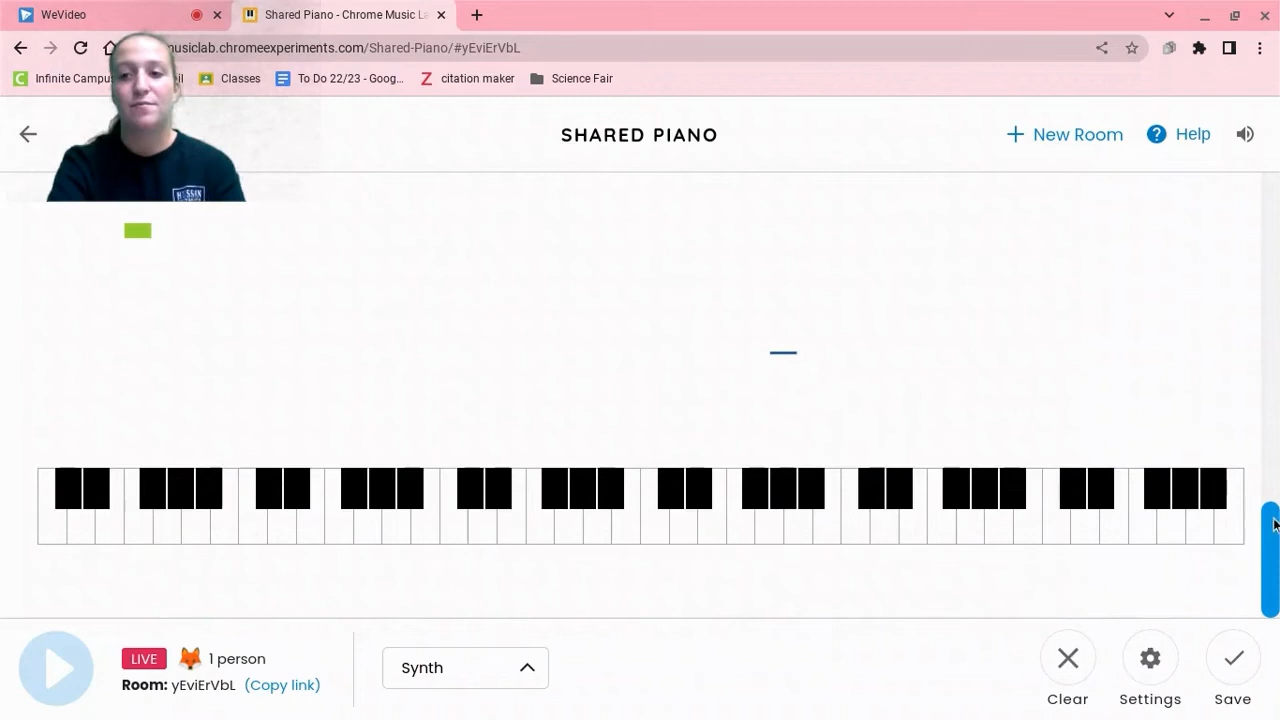 WeVideo
Shared Piano - Chrome Music La
musiclab.chromeexperiments.com/Shared-Piano/#yEviErVbL
Infinite Campus
Classes
To Do 22/23 - Goog...
citation maker
Science Fair
SHARED PIANO
New Room
Help
LIVE
1 person
Room: yEviErVbL (Copy link)
Synth
Clear
Settings
Save